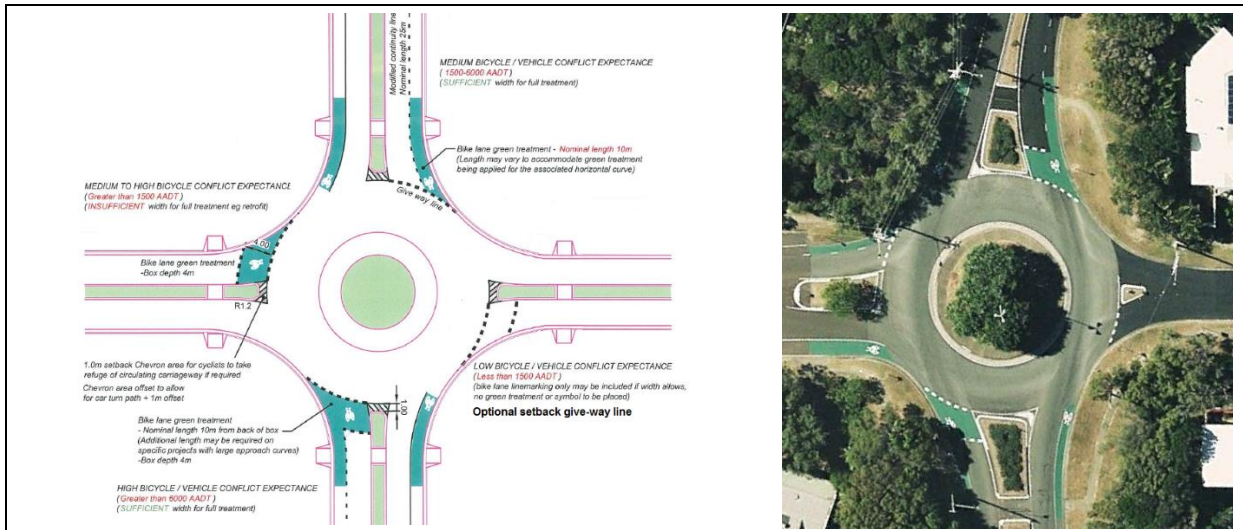 Modified continuity line
Nominal length 25m
MEDIUM BICYCLE / VEHICLE CONFLICT EXPECTANCE
( 1500-6000 AADT )
(SUFFICIENT width for full treatment)
Bike lane green treatment - Nominal length 10m
(Length may vary to accommodate green treatment
being applied for the associated horizontal curve)
Give way line
MEDIUM TO HIGH BICYCLE CONFLICT EXPECTANCE
(Greater than 1500 AADT )
(INSUFFICIENT width for full treatment eg retrofit)
4.00
Bike lane green treatment
-Box depth 4m
R1.2
1.0m setback Chevron area for cyclists to take
refuge of circulating carriageway if required
Chevron area offset to allow
for car turn path + 1m offset
Bike lane green treatment
- Nominal length 10m from back of box
(Additional length may be required on
specific projects with large approach curves)
-Box depth 4m
1.00
LOW BICYCLE / VEHICLE CONFLICT EXPECTANCE
(Less than 1500 AADT )
(bike lane linemarking only may be included if width allows,
no green treatment or symbol to be placed)
Optional setback give-way line
HIGH BICYCLE / VEHICLE CONFLICT EXPECTANCE
(Greater than 6000 AADT )
(SUFFICIENT width for full treatment)